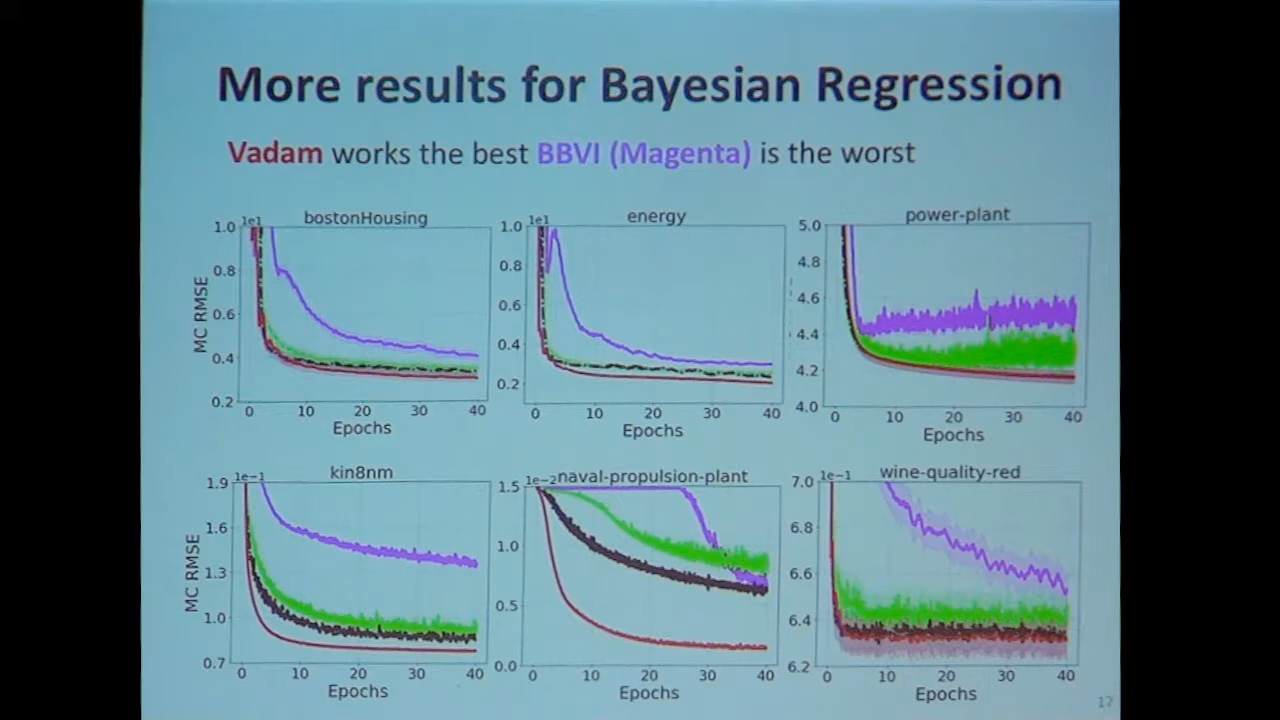 More results for Bayesian Regression
Vadam works the best BBVI (Magenta) is the worst
1e1 bostonHousing
1.0
0.8
0.6
0.4
0.2
MC RMSE
0 10 20 30 40
Epochs
1e1 energy
1.0
0.8
0.6
0.4
0.2
0 10 20 30 40
Epochs
power-plant
5.0
4.8
4.6
4.4
4.2
4.0
0 10 20 30 40
Epochs
1e−1 kin8nm
1.9
1.6
1.3
1.0
0.7
MC RMSE
0 10 20 30 40
Epochs
1e−2 naval-propulsion-plant
1.5
1.0
0.5
0.0
0 10 20 30 40
Epochs
1e−1 wine-quality-red
7.0
6.8
6.6
6.4
6.2
0 10 20 30 40
Epochs
17